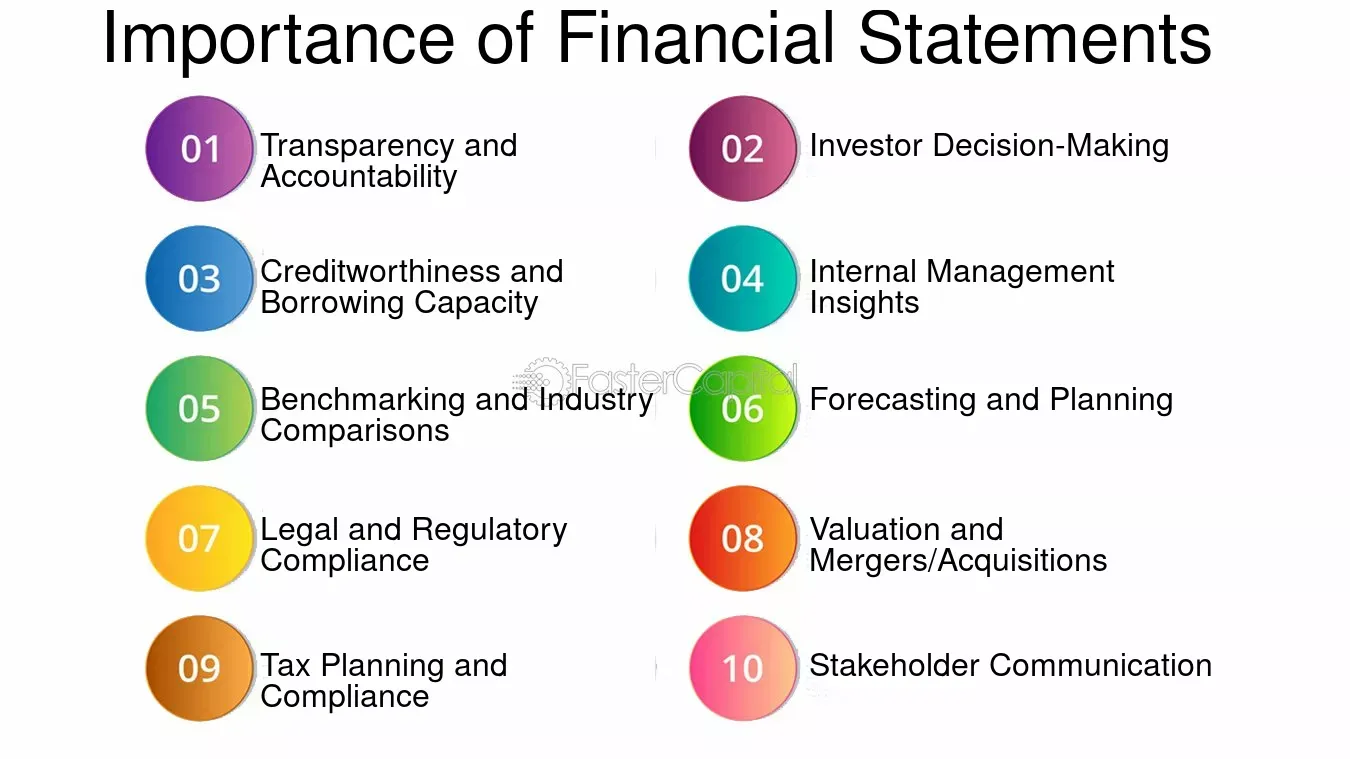 Importance of Financial Statements
01
Transparency and
Accountability
02
Investor Decision-Making
03
Creditworthiness and
Borrowing Capacity
04
Internal Management
Insights
FasterCapital
05
Benchmarking and Industry
Comparisons
06
Forecasting and Planning
07
Legal and Regulatory
Compliance
08
Valuation and
Mergers/Acquisitions
09
Tax Planning and
Compliance
10
Stakeholder Communication